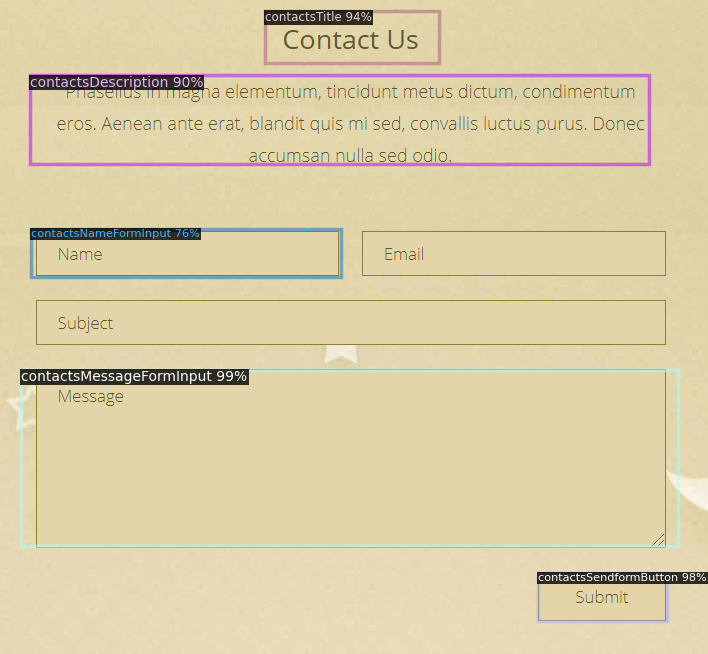 contactsTitle 94%
Contact Us
contactsDescription 90%
Phasellus in magna elementum, tincidunt metus dictum, condimentum
eros. Aenean ante erat, blandit quis mi sed, convallis luctus purus. Donec
accumsan nulla sed odio.
contactsNameFormInput 76%
Name
Email
Subject
contactsMessageFormInput 99%
Message
contactsSendformButton 98%
Submit